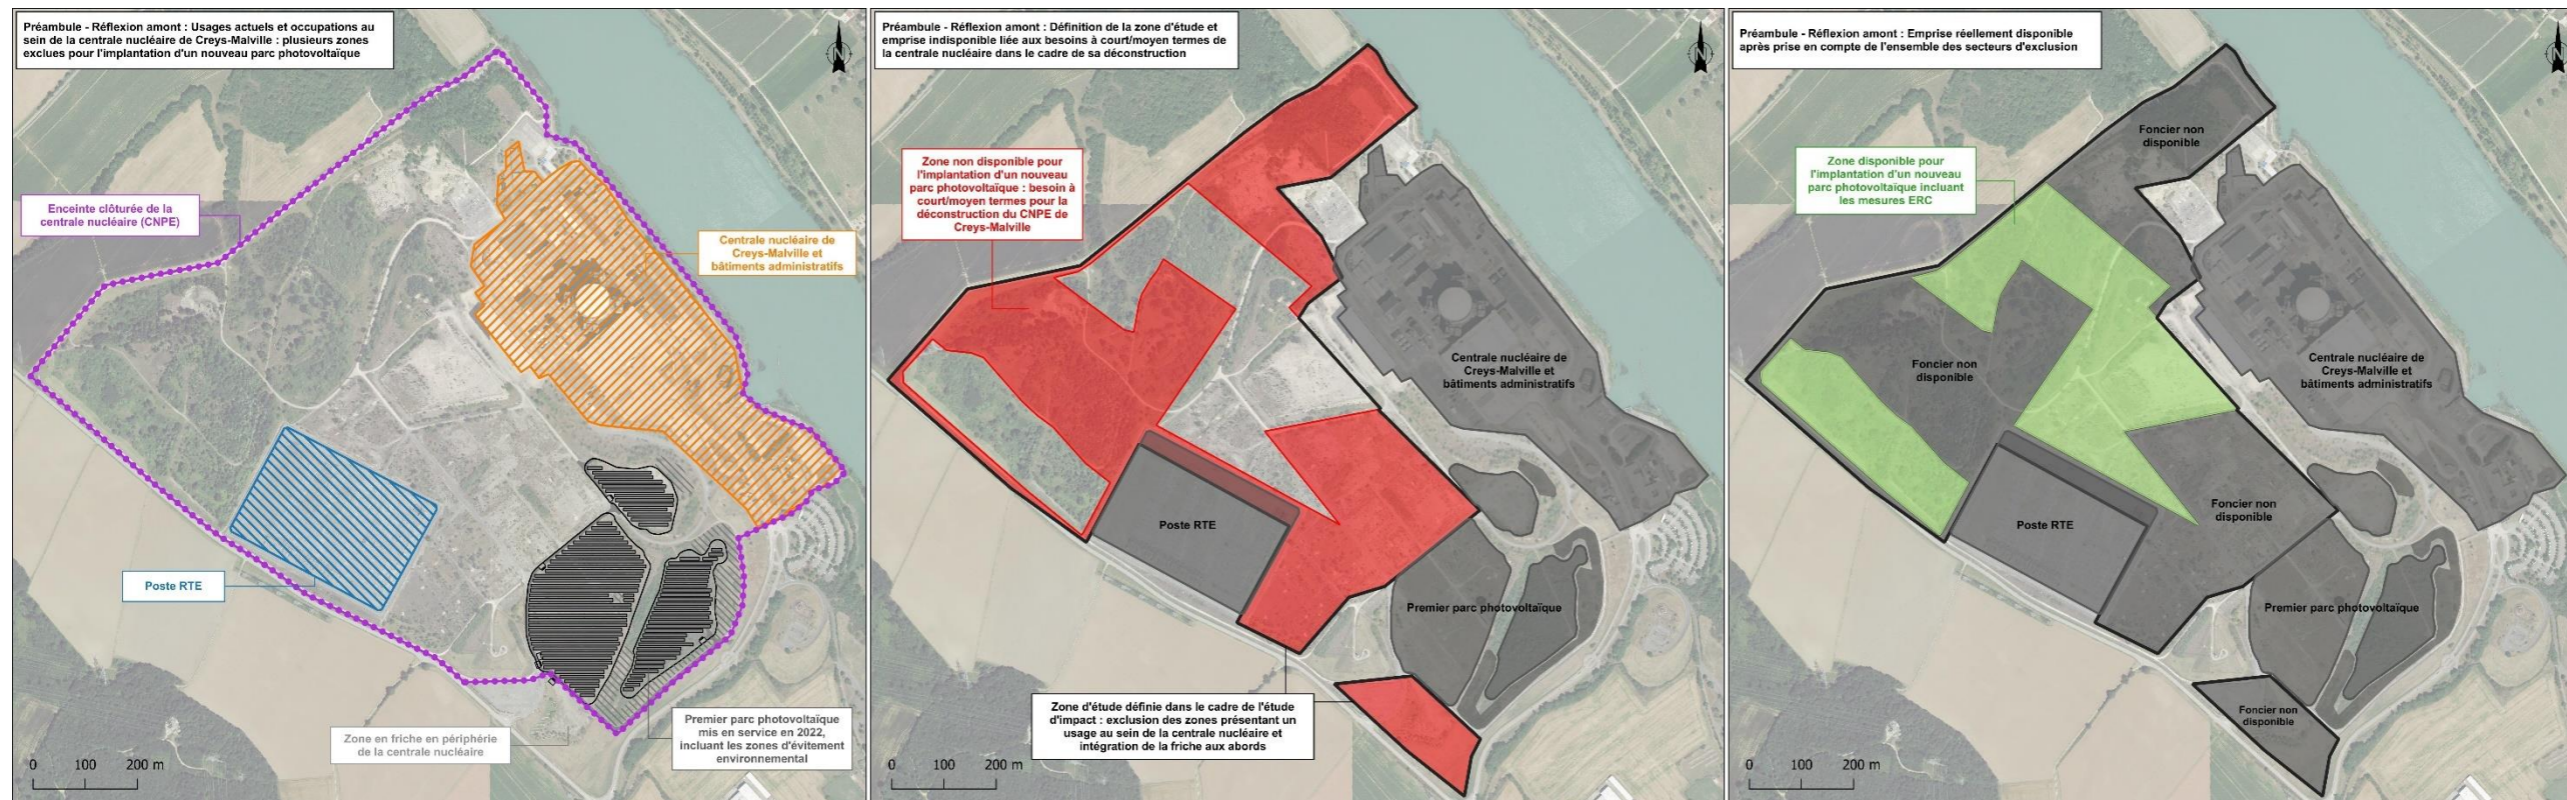 Préambule - Réflexion amont : Usages actuels et occupations au
sein de la centrale nucléaire de Creys-Malville : plusieurs zones
exclues pour l'implantation d'un nouveau parc photovoltaïque
N
Enceinte clôturée de la
centrale nucléaire (CNPE)
Centrale nucléaire de
Creys-Malville et
bâtiments administratifs
Poste RTE
Zone en friche en périphérie
de la centrale nucléaire
Premier parc photovoltaïque
mis en service en 2022,
incluant les zones d'évitement
environnemental
0 100 200 m
Préambule - Réflexion amont : Définition de la zone d'étude et
emprise indisponible liée aux besoins à court/moyen termes de
la centrale nucléaire dans le cadre de sa déconstruction
N
Zone non disponible pour
l'implantation d'un nouveau
parc photovoltaïque : besoin à
court/moyen termes pour la
déconstruction du CNPE de
Creys-Malville
Centrale nucléaire de
Creys-Malville et
bâtiments administratifs
Poste RTE
Premier parc photovoltaïque
Zone d'étude définie dans le cadre de l'étude
d'impact : exclusion des zones présentant un
usage au sein de la centrale nucléaire et
intégration de la friche aux abords
0 100 200 m
Préambule - Réflexion amont : Emprise réellement disponible
après prise en compte de l'ensemble des secteurs d'exclusion
N
Foncier non
disponible
Zone disponible pour
l'implantation d'un nouveau
parc photovoltaïque incluant
les mesures ERC
Foncier non
disponible
Centrale nucléaire de
Creys-Malville et
bâtiments administratifs
Foncier non
disponible
Poste RTE
Premier parc photovoltaïque
Foncier non
disponible
0 100 200 m